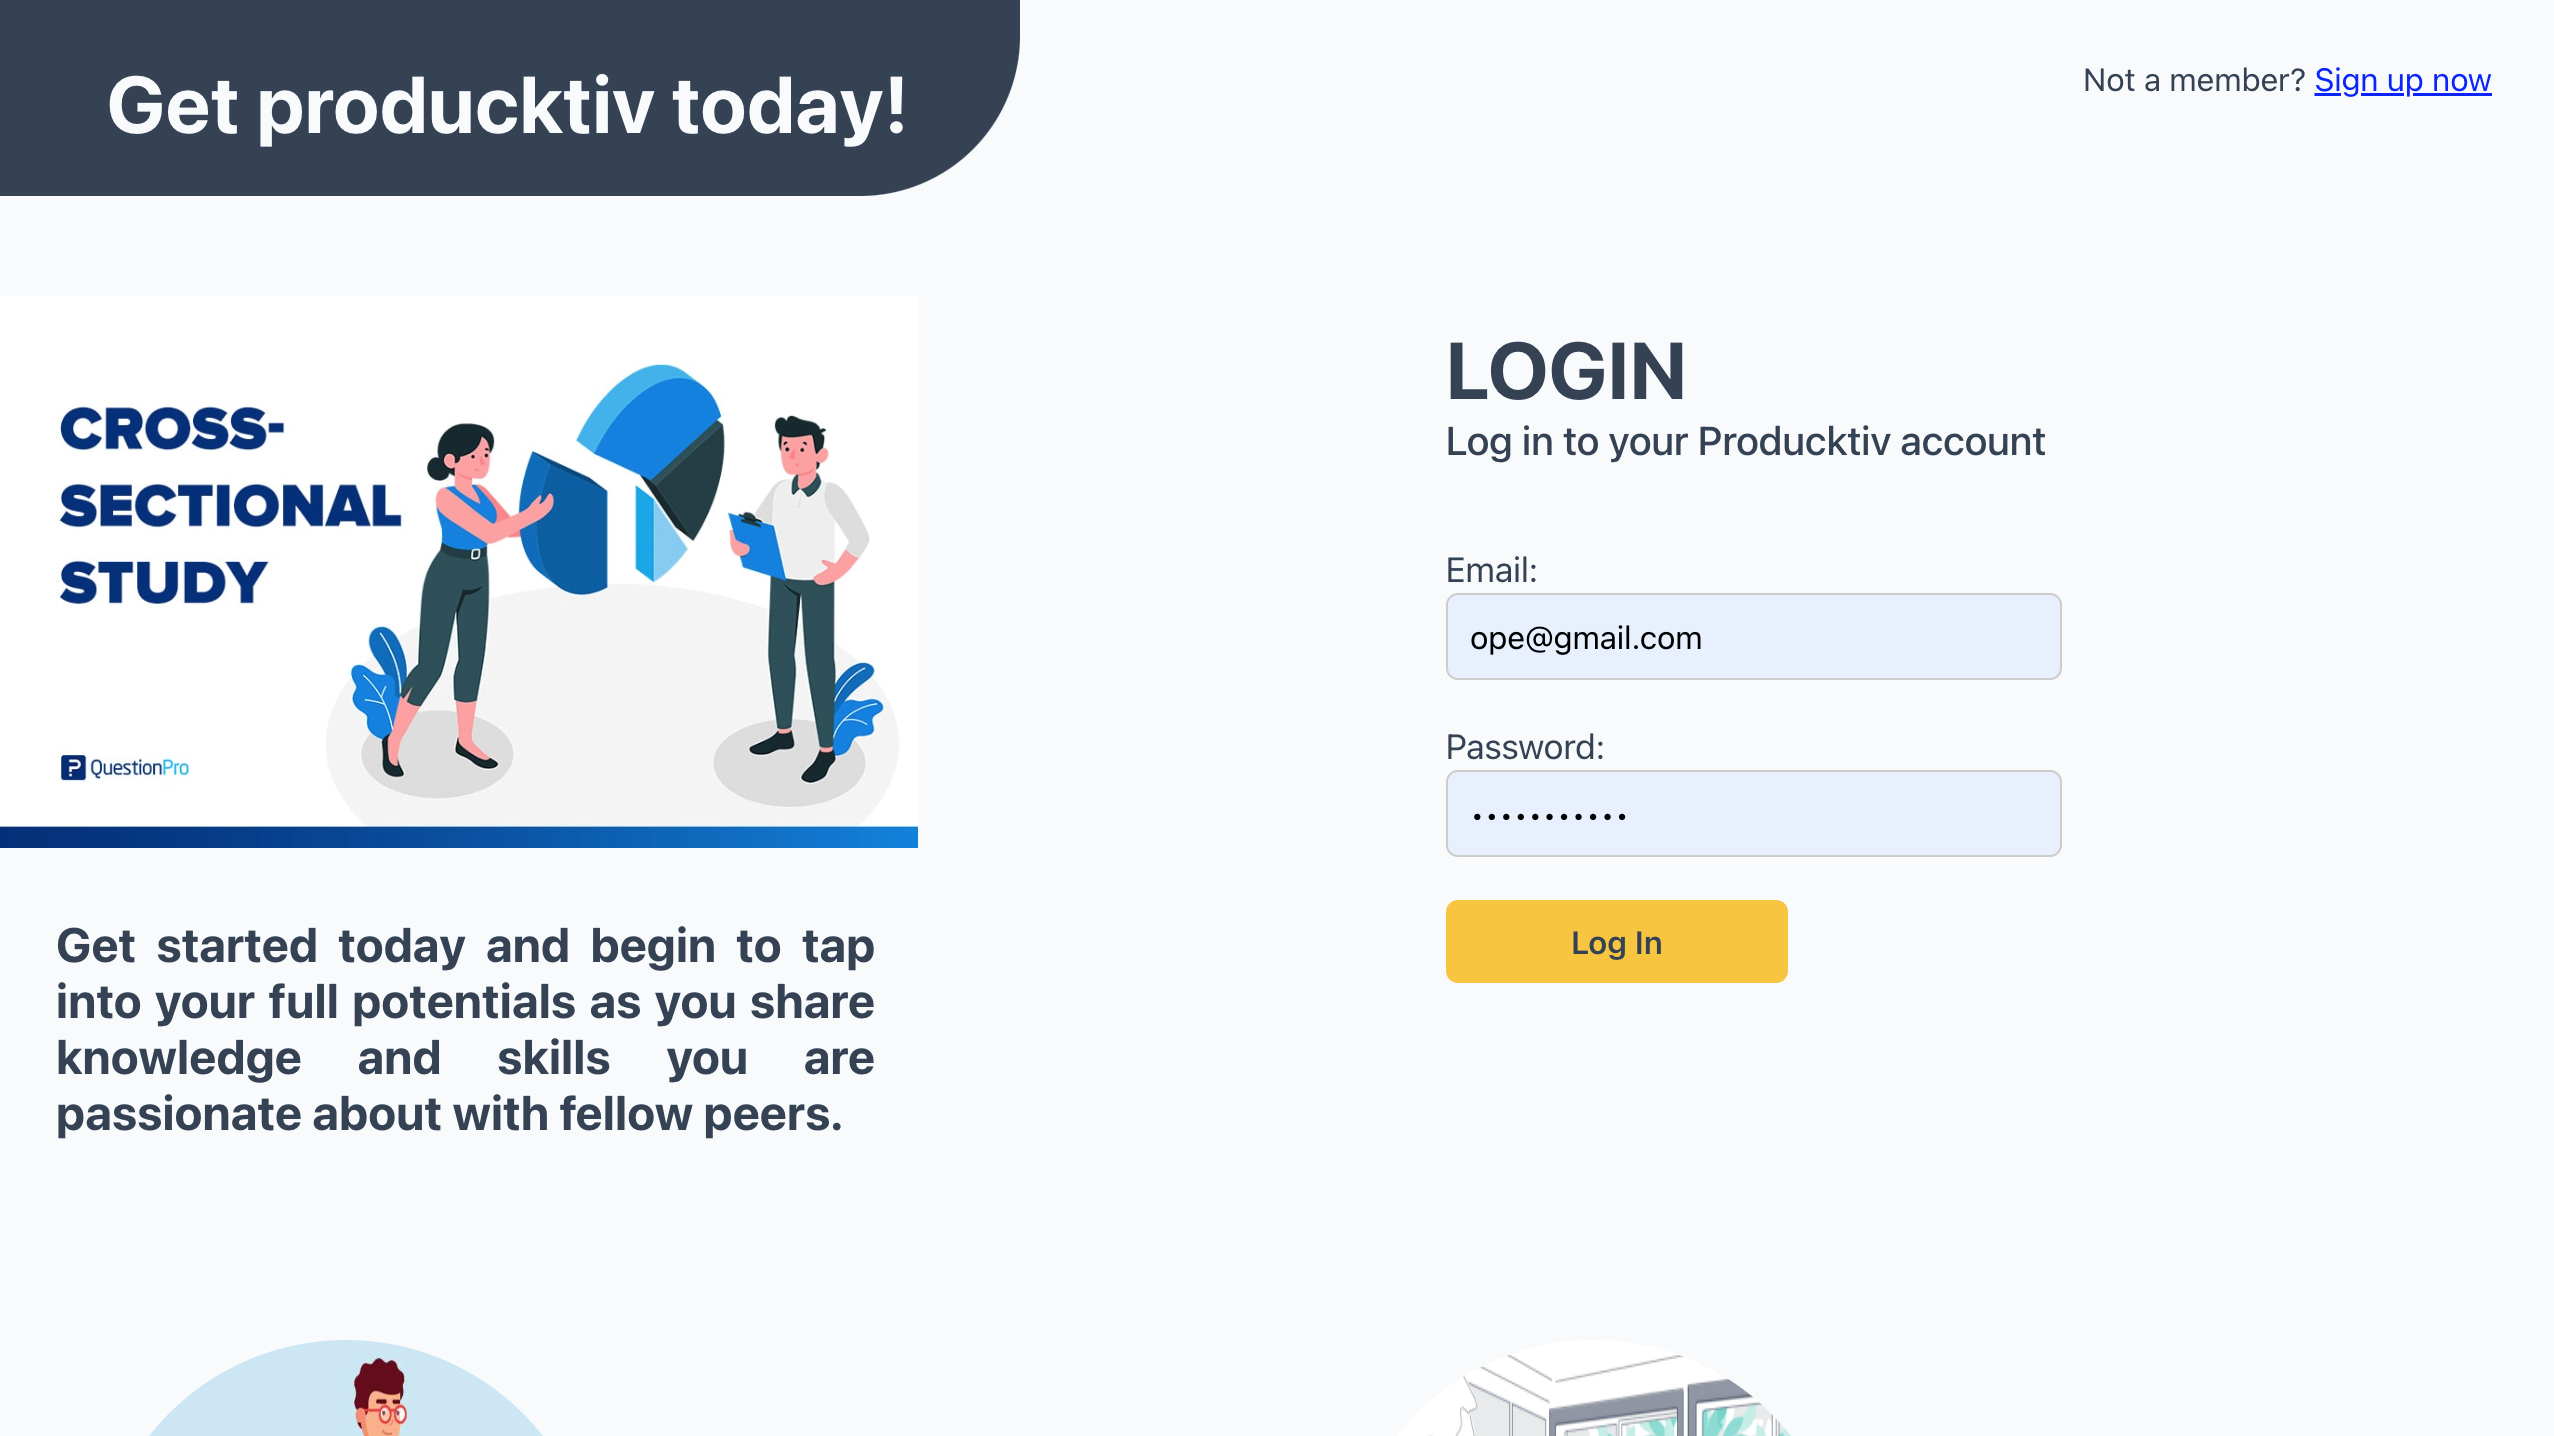 Get producktiv today!
Not a member? Sign up now
CROSS-
SECTIONAL
STUDY
QuestionPro
Get started today and begin to tap
into your full potentials as you share
knowledge and skills you are
passionate about with fellow peers.
LOGIN
Log in to your Producktiv account
Email:
ope@gmail.com
Password:
•••••••••••
Log In